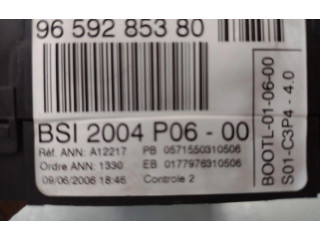 96 592 853 80
BSI 2004 P06 - 00
Réf. ANN: A12217 PB 0571550310506
Ordre ANN: 1330 EB 0177976310506
09/06/2006 18:46 Controle 2
BOOTL-01-06-00
S01-C3P4 - 4.0